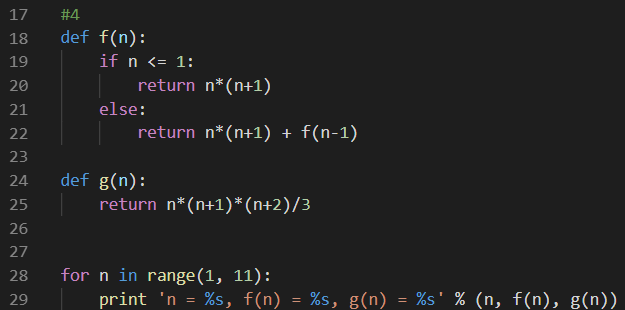 17 #4
18 def f(n):
19     if n <= 1:
20         return n*(n+1)
21     else:
22         return n*(n+1) + f(n-1)
23
24 def g(n):
25     return n*(n+1)*(n+2)/3
26
27
28 for n in range(1, 11):
29     print 'n = %s, f(n) = %s, g(n) = %s' % (n, f(n), g(n))